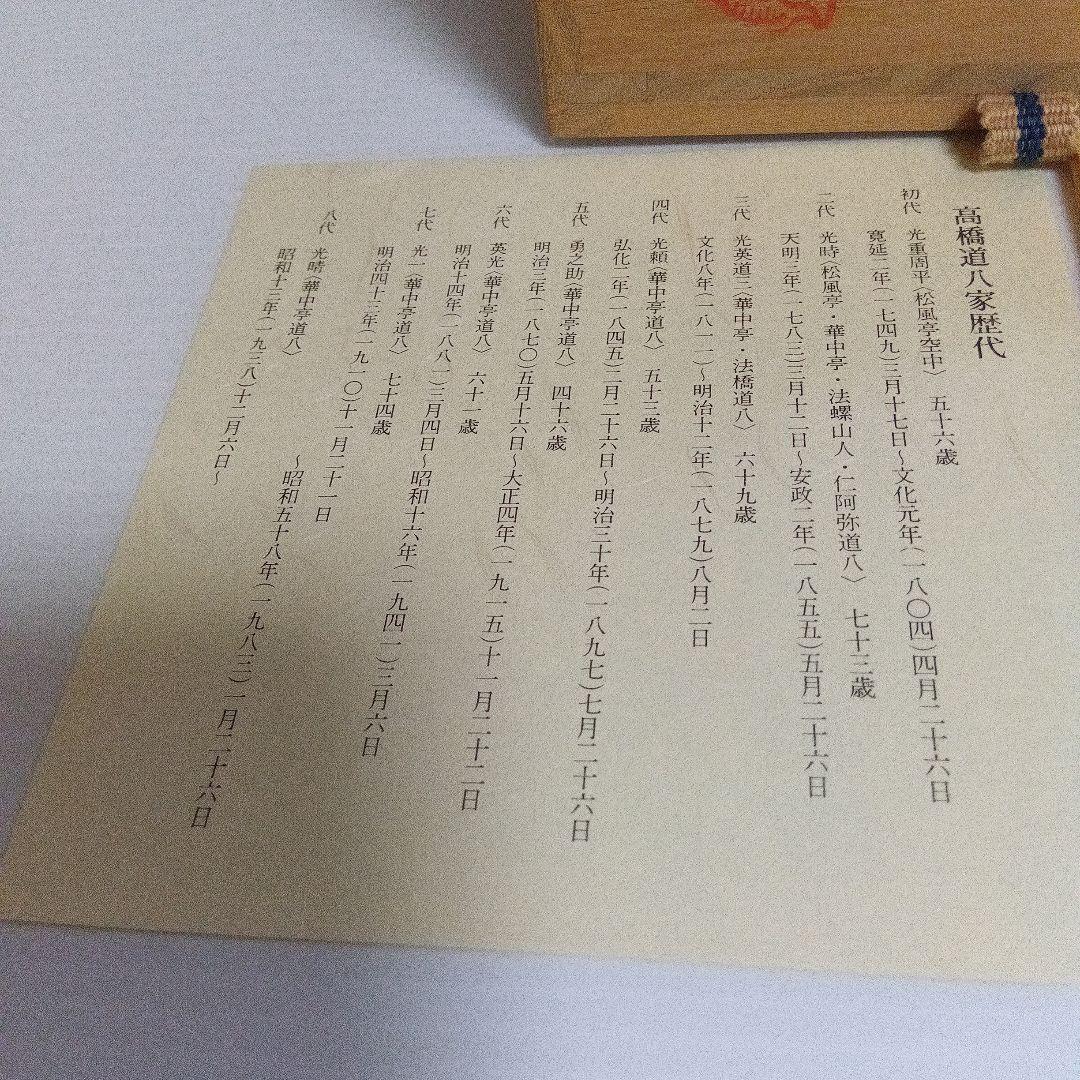 高橋道八家歴代
初代　光重周平〈松風亭空中〉　五十六歳
寛延二年(一七四九)三月十七日～文化元年(一八〇四)四月二十六日
二代　光時〈松風亭・華中亭・法螺山人・仁阿弥道八〉　七十三歳
天明三年(一七八三)三月十二日～安政二年(一八五五)五月二十六日
三代　光英道三〈華中亭・法橋道八〉　六十九歳
文化八年(一八一一)～明治十二年(一八七九)八月二日
四代　光頼〈華中亭道八〉　五十三歳
弘化二年(一八四五)二月二十六日～明治三十年(一八九七)七月二十六日
五代　勇之助〈華中亭道八〉　四十六歳
明治三年(一八七〇)五月十六日～大正四年(一九一五)十一月二十二日
六代　英光〈華中亭道八〉　六十一歳
明治十四年(一八八一)三月四日～昭和十六年(一九四一)三月六日
七代　光一〈華中亭道八〉　七十四歳
明治四十三年(一九一〇)十一月二十一日
～昭和五十八年(一九八三)一月二十六日
八代　光晴〈華中亭道八〉
昭和十三年(一九三八)十二月六日～